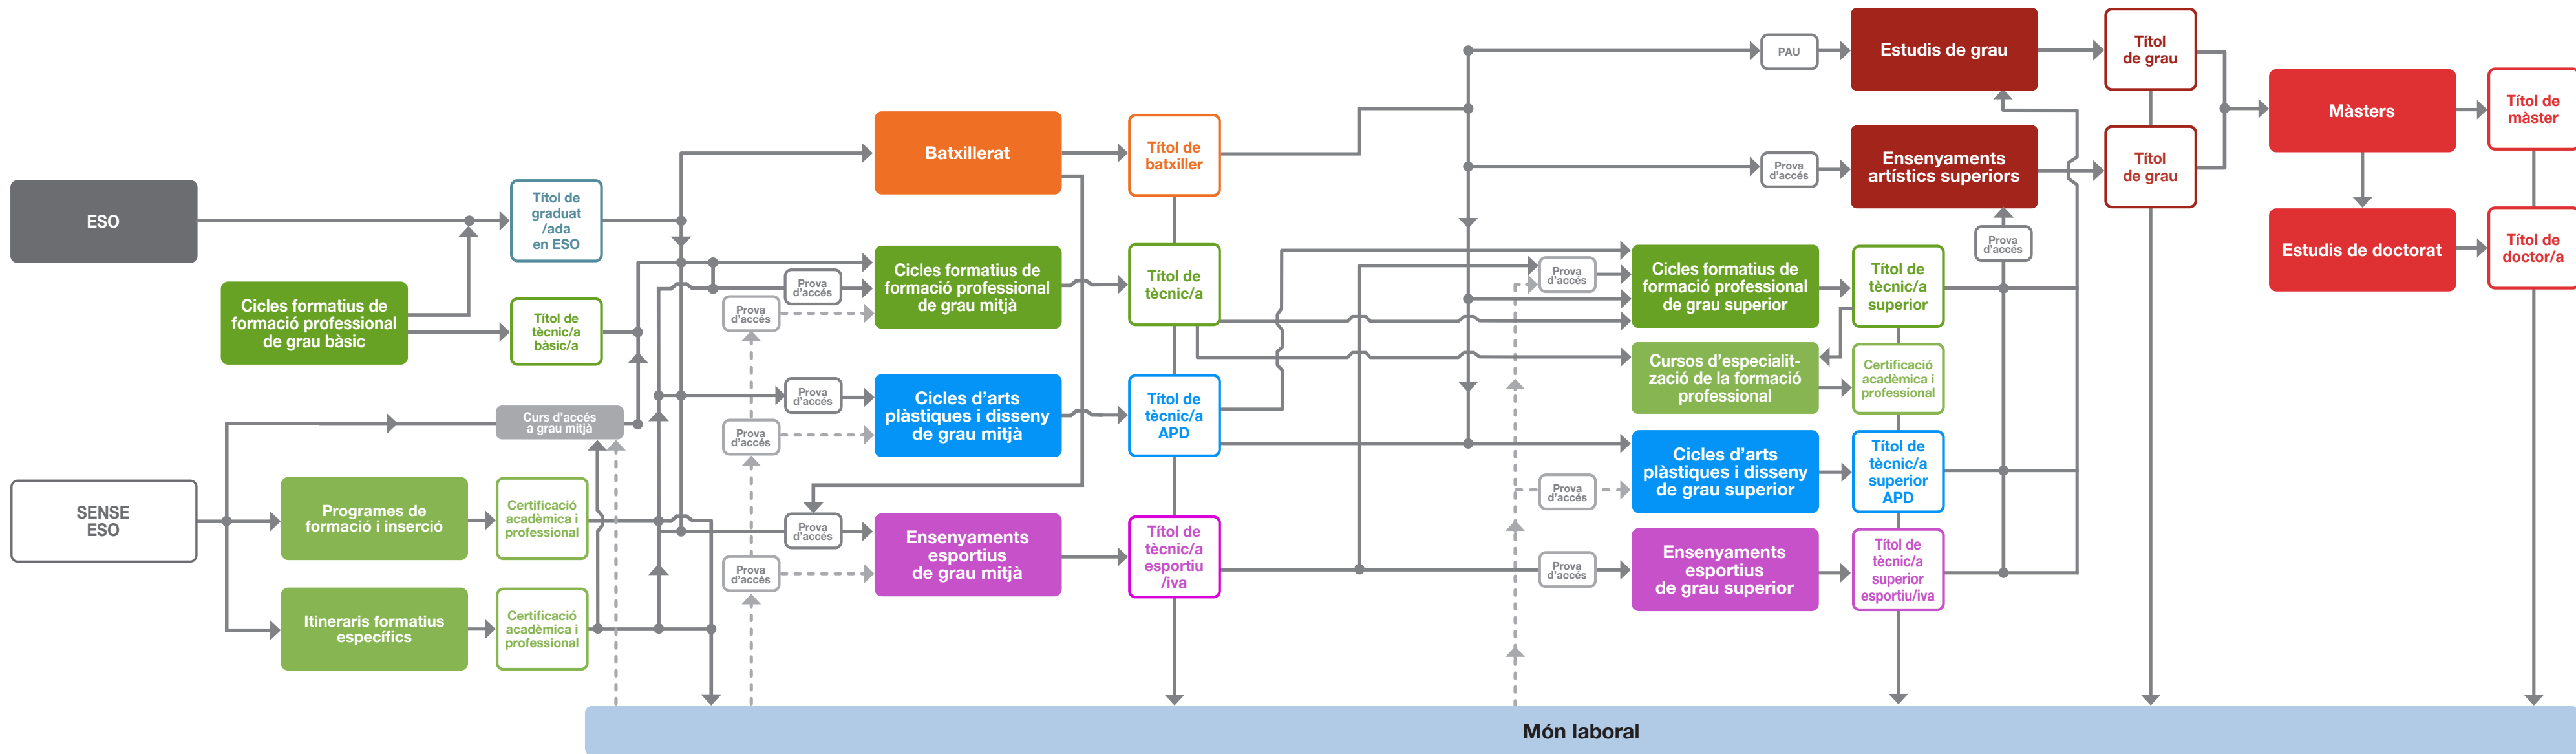 ESO
Cicles formatius de
formació professional
de grau bàsic
SENSE
ESO
Programes de
formació i inserció
Itineraris formatius
específics
Títol de
graduat
/ada
en ESO
Títol de
tècnic/a
bàsic/a
Curs d'accés
a grau mitjà
Certificació
acadèmica i
professional
Certificació
acadèmica i
professional
Prova
d'accés
Prova
d'accés
Prova
d'accés
Prova
d'accés
Prova
d'accés
Prova
d'accés
Batxillerat
Cicles formatius de
formació professional
de grau mitjà
Cicles d'arts
plàstiques i disseny
de grau mitjà
Ensenyaments
esportius
de grau mitjà
Títol de
batxiller
Títol de
tècnic/a
Títol de
tècnic/a
APD
Títol de
tècnic/a
esportiu
/iva
PAU
Prova
d'accés
Prova
d'accés
Prova
d'accés
Prova
d'accés
Estudis de grau
Ensenyaments
artístics superiors
Prova
d'accés
Cicles formatius de
formació professional
de grau superior
Cursos d'especialit-
zació de la formació
professional
Cicles d'arts
plàstiques i disseny
de grau superior
Ensenyaments
esportius
de grau superior
Títol de
tècnic/a
superior
Certificació
acadèmica i
professional
Títol de
tècnic/a
superior
APD
Títol de
tècnic/a
superior
esportiu/iva
Títol
de grau
Títol
de grau
Màsters
Estudis de doctorat
Títol de
màster
Títol de
doctor/a
Món laboral